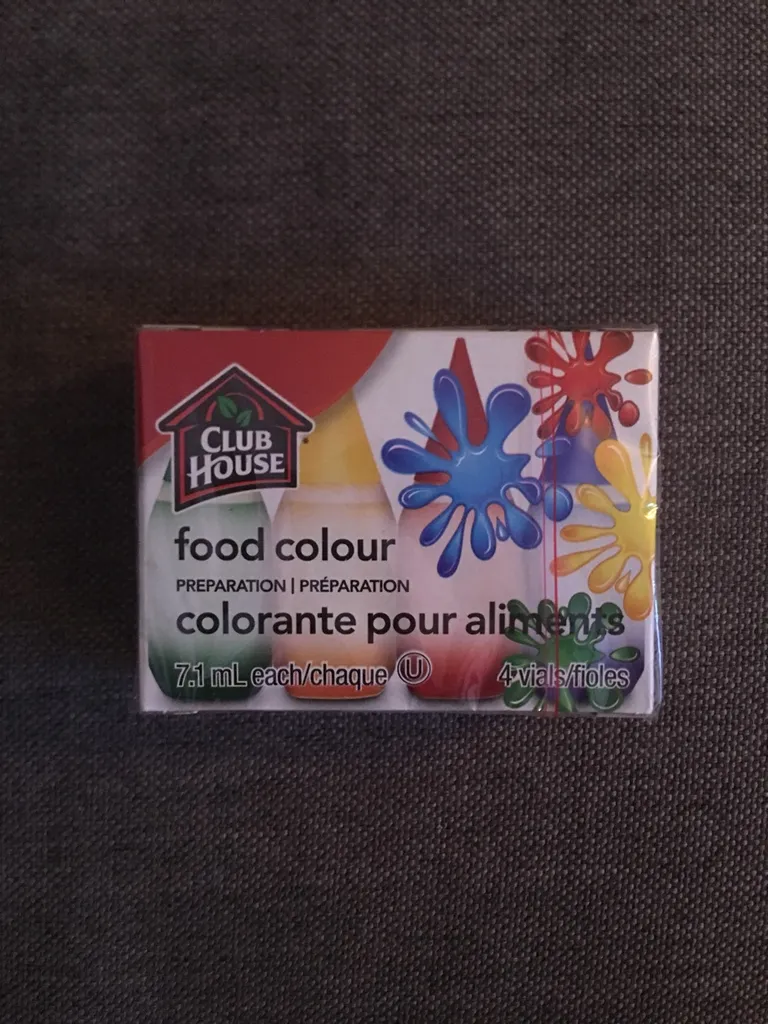 CLUB
HOUSE
food colour
PREPARATION | PRÉPARATION
colorante pour aliments
7.1 mL each/chaque U 4 vials/fioles